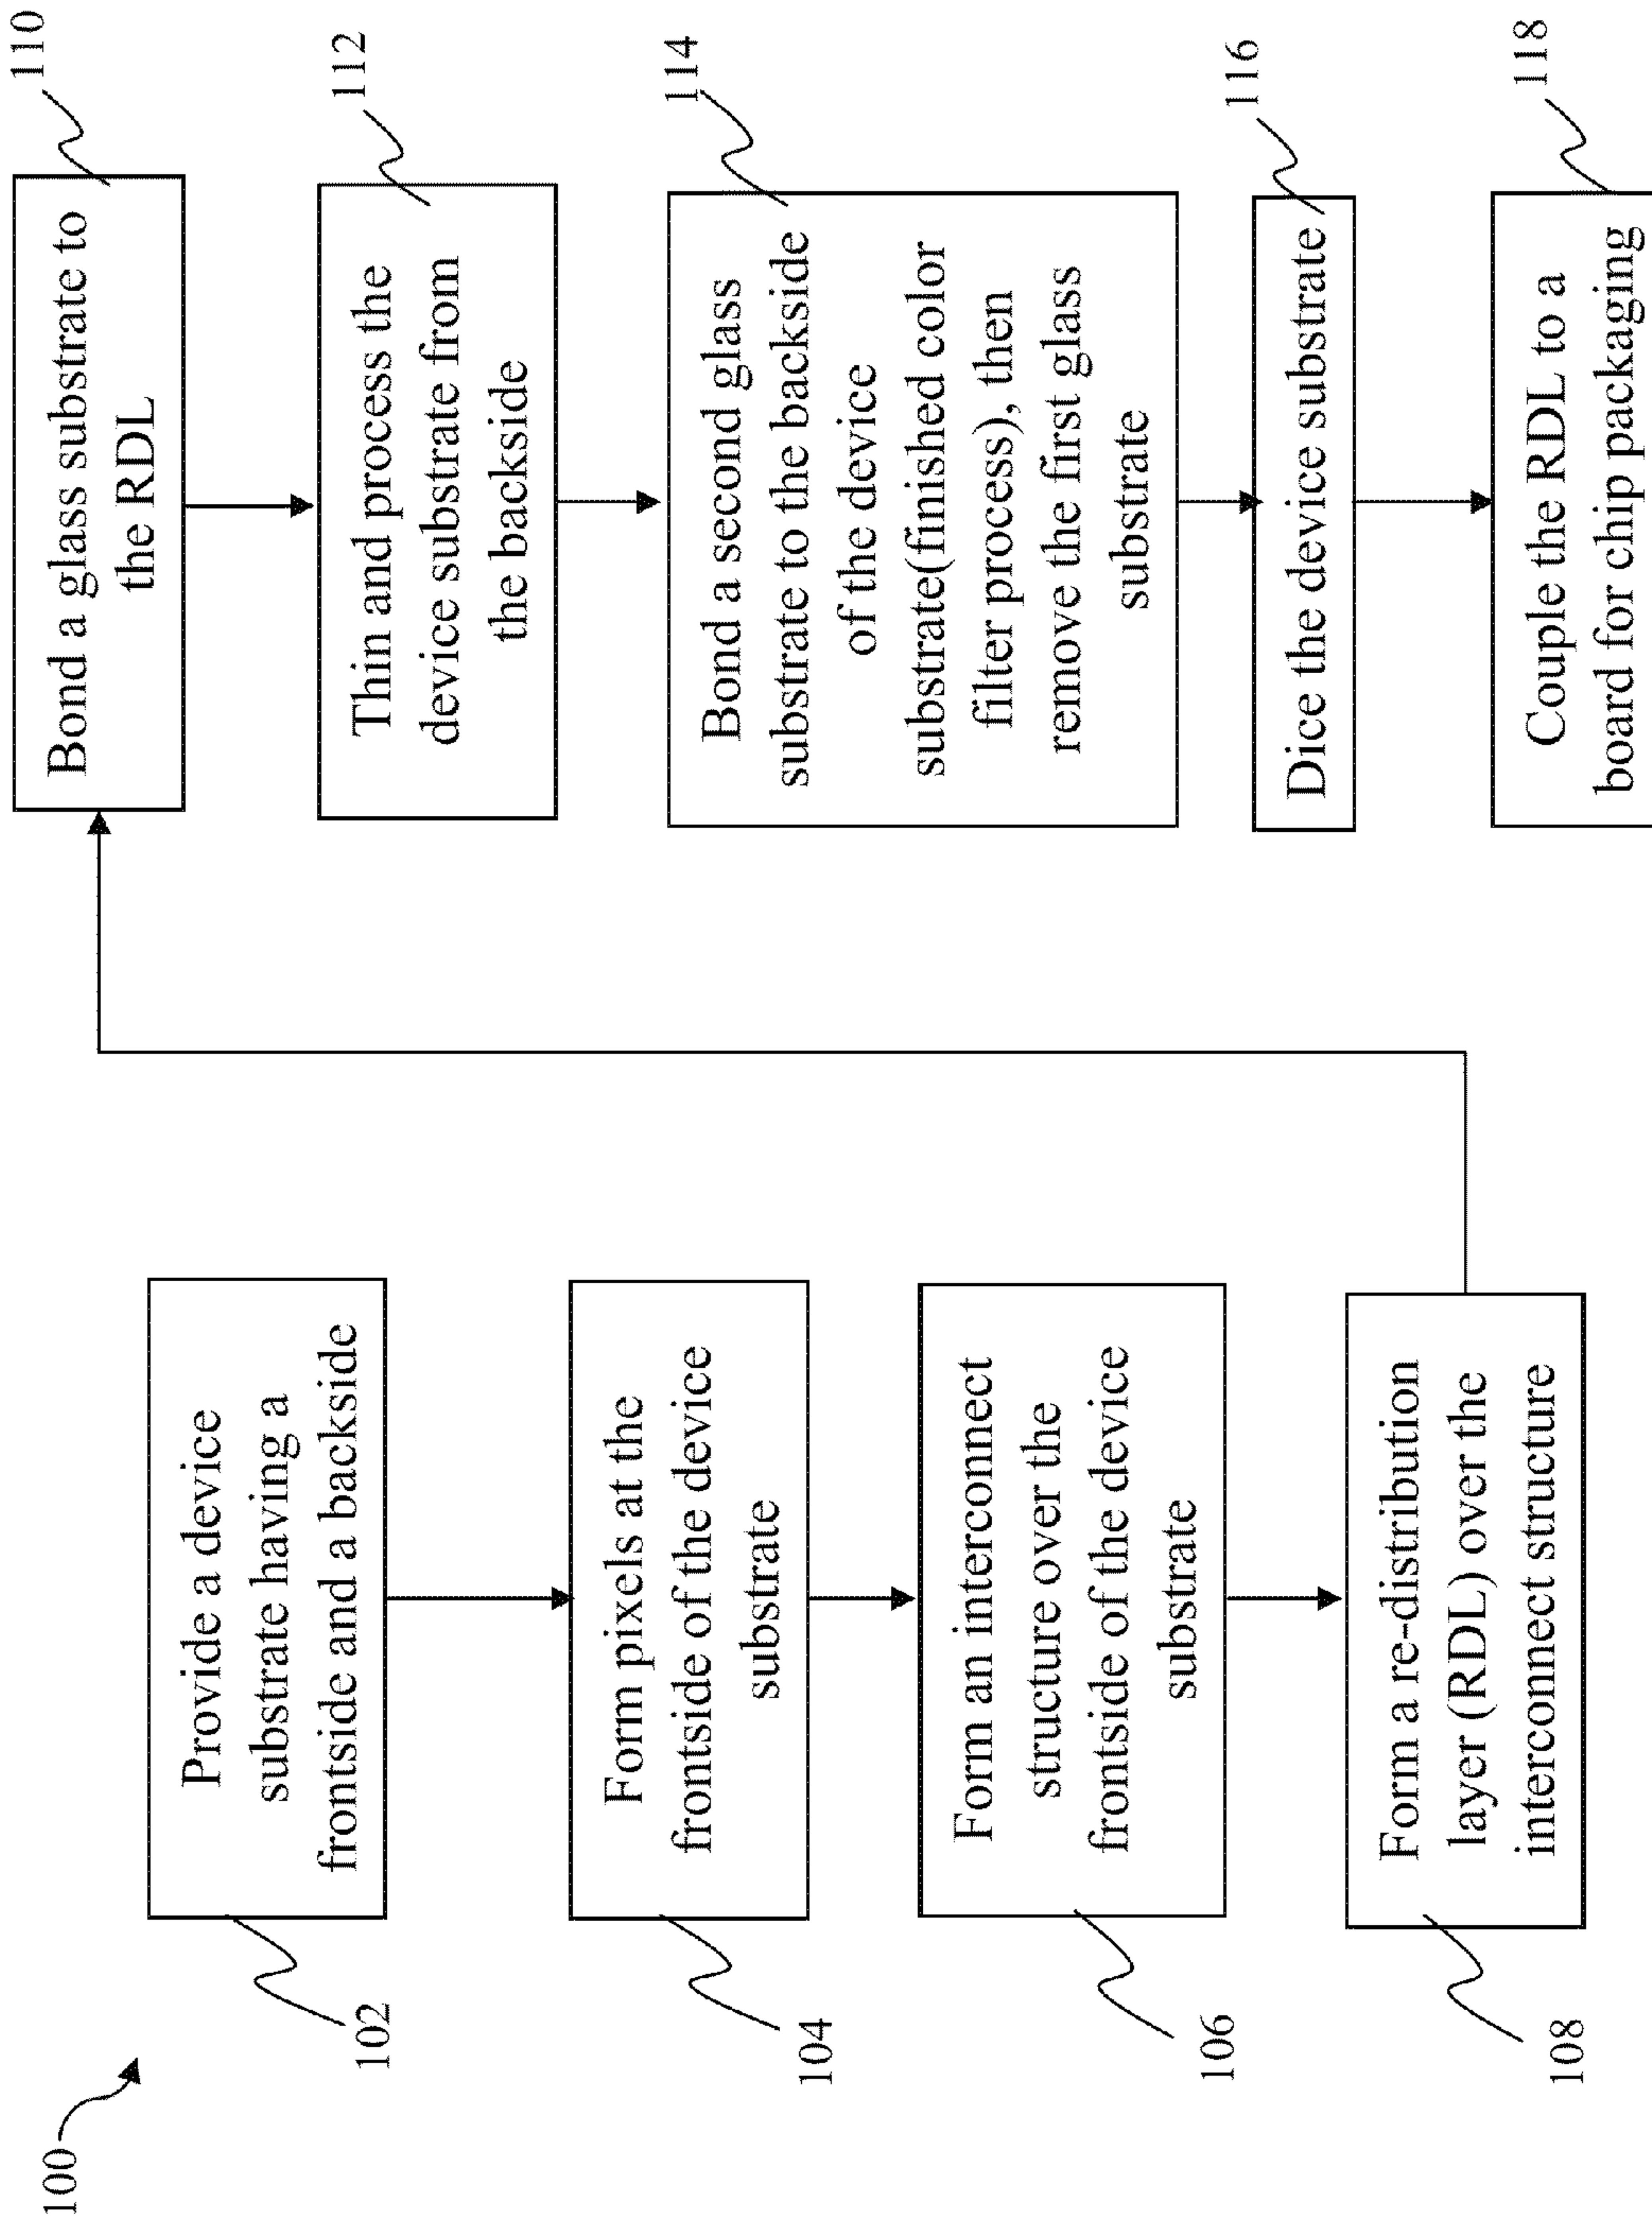 100
Provide a device
substrate having a
frontside and a backside
102
Form pixels at the
frontside of the device
substrate
104
Form an interconnect
structure over the
frontside of the device
substrate
106
Form a re-distribution
layer (RDL) over the
interconnect structure
108
Bond a glass substrate to
the RDL
110
Thin and process the
device substrate from
the backside
112
Bond a second glass
substrate to the backside
of the device
substrate(finished color
filter process), then
remove the first glass
substrate
114
Dice the device substrate
116
Couple the RDL to a
board for chip packaging
118